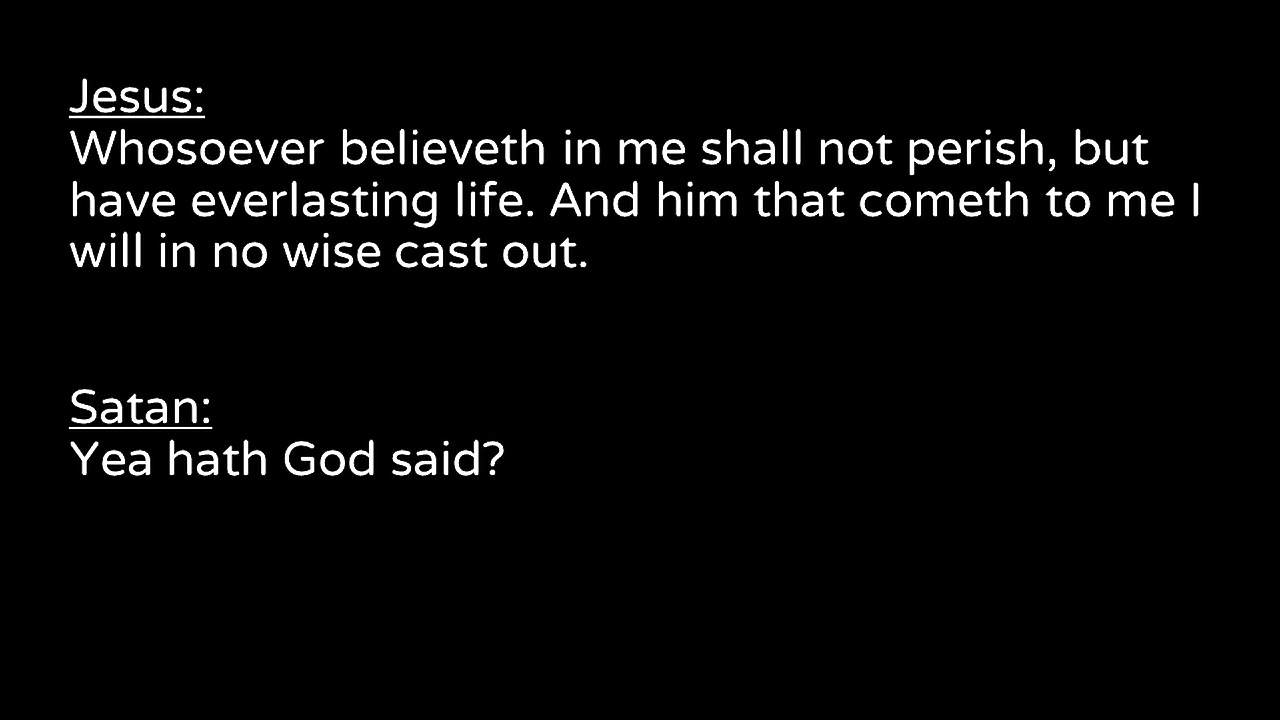 Jesus:
Whosoever believeth in me shall not perish, but
have everlasting life. And him that cometh to me I
will in no wise cast out.
Satan:
Yea hath God said?